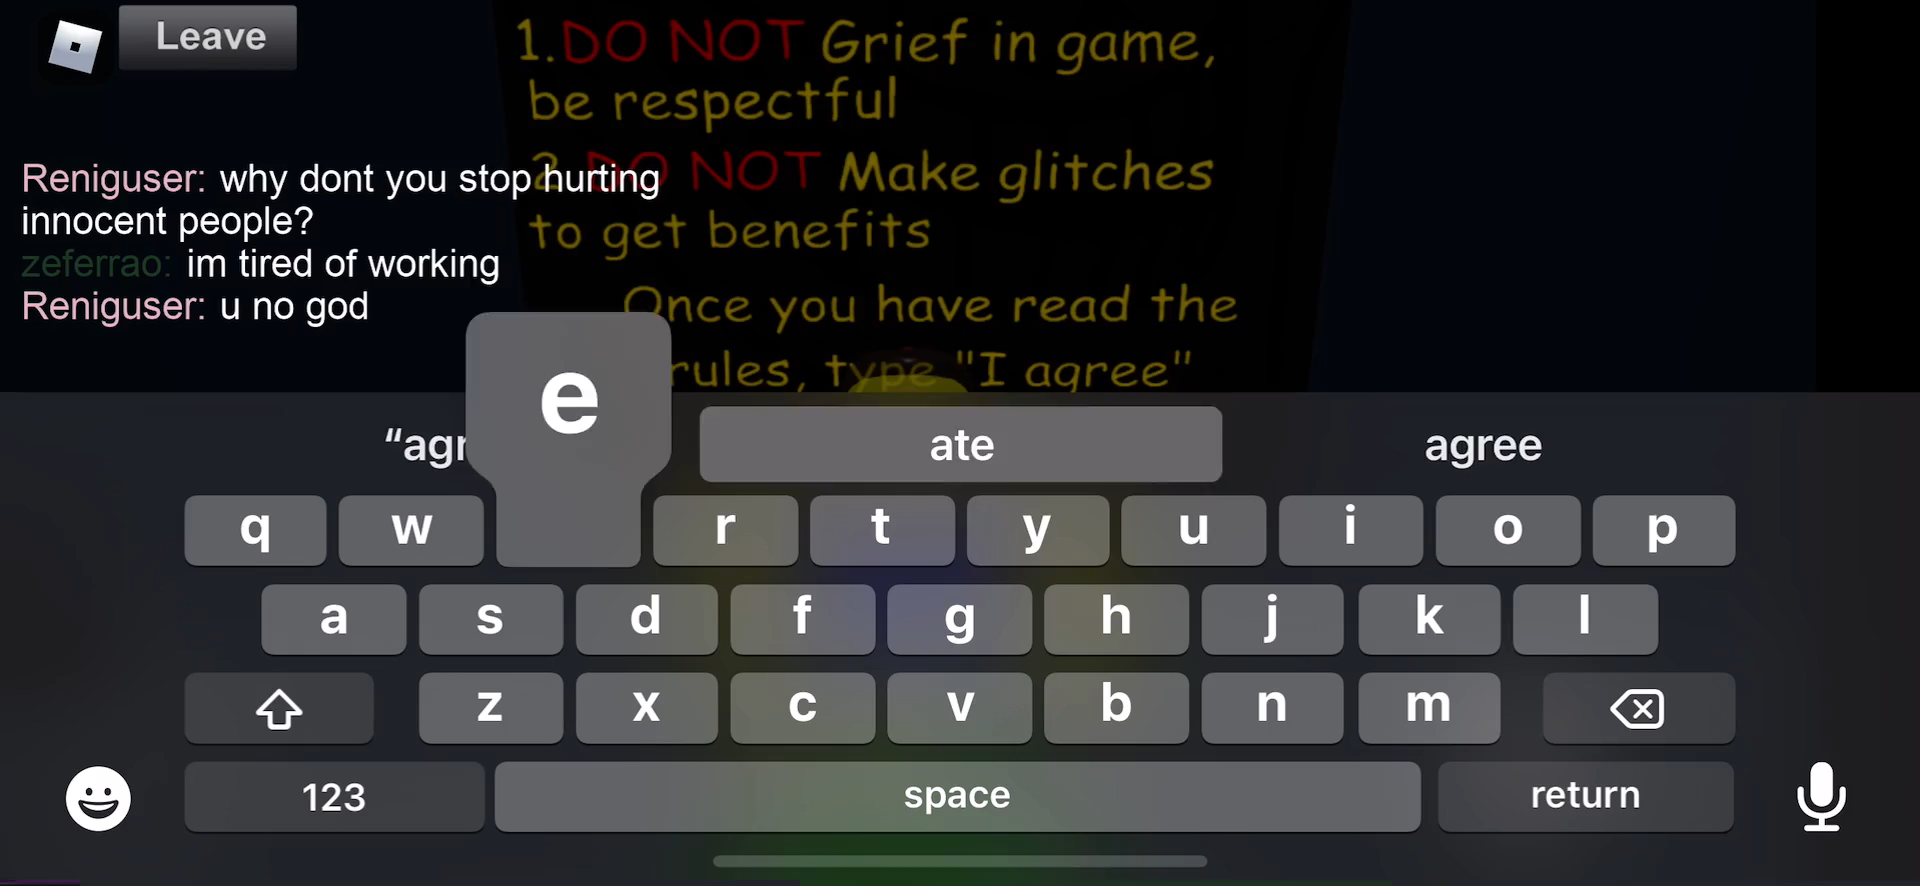 Leave
1.DO NOT Grief in game,
be respectful
2 DO NOT Make glitches
to get benefits
Once you have read the
rules, type "I agree"
Reniguser: why dont you stop hurting
innocent people?
zeferrao: im tired of working
Reniguser: u no god
“agr
ate
agree
q w e r t y u i o p
a s d f g h j k l
z x c v b n m
123 space return